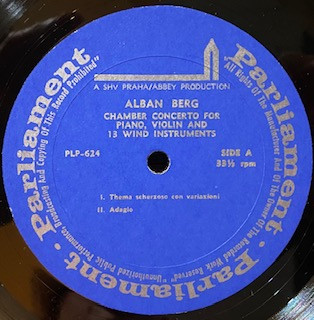 A SHV PRAHA/ABBEY PRODUCTION
ALBAN BERG
CHAMBER CONCERTO FOR
PIANO, VIOLIN AND
13 WIND INSTRUMENTS
PLP-624
SIDE A
33⅓ rpm
I. Thema scherzoso con variazioni
II. Adagio
Parliament · Parliament · Parliament
"All Rights Of The Manufacturer And Of The Owner Of The Recorded Work Reserved" "Unauthorized Public Performance, Broadcasting And Copying Of This Record Prohibited"